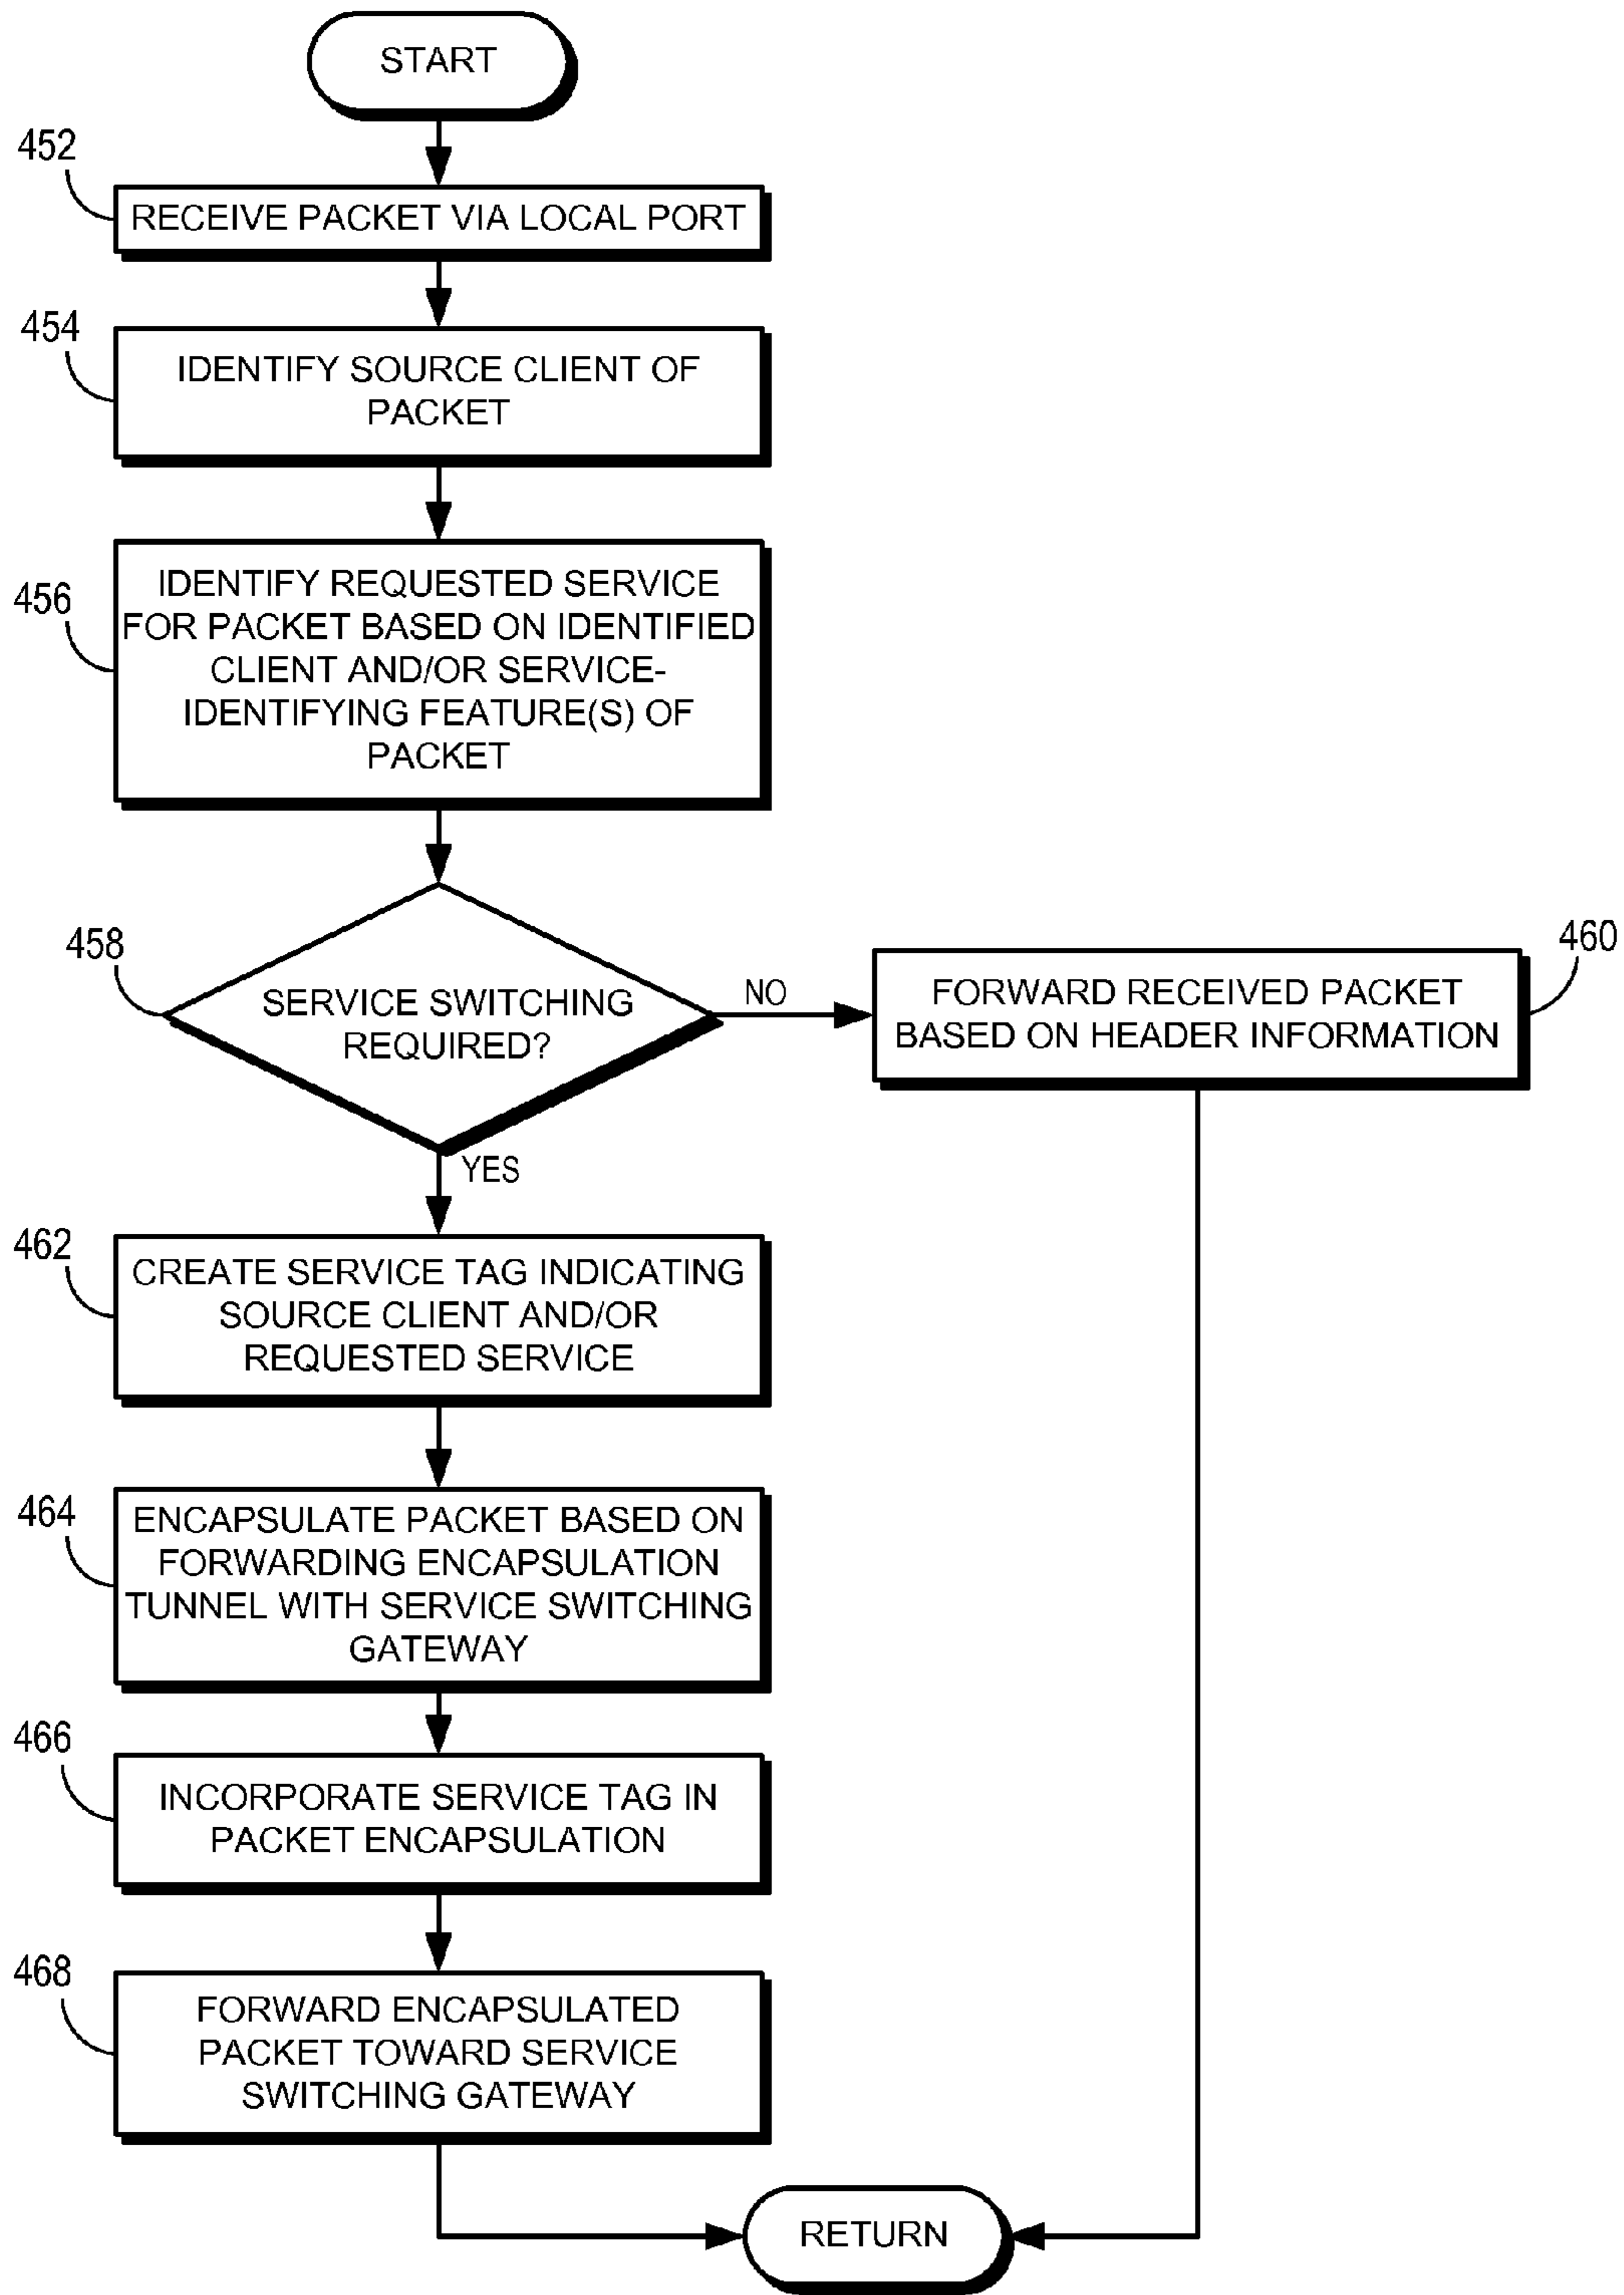 START
452
RECEIVE PACKET VIA LOCAL PORT
454
IDENTIFY SOURCE CLIENT OF
PACKET
456
IDENTIFY REQUESTED SERVICE
FOR PACKET BASED ON IDENTIFIED
CLIENT AND/OR SERVICE-
IDENTIFYING FEATURE(S) OF
PACKET
458
SERVICE SWITCHING
REQUIRED?
NO
460
FORWARD RECEIVED PACKET
BASED ON HEADER INFORMATION
YES
462
CREATE SERVICE TAG INDICATING
SOURCE CLIENT AND/OR
REQUESTED SERVICE
464
ENCAPSULATE PACKET BASED ON
FORWARDING ENCAPSULATION
TUNNEL WITH SERVICE SWITCHING
GATEWAY
466
INCORPORATE SERVICE TAG IN
PACKET ENCAPSULATION
468
FORWARD ENCAPSULATED
PACKET TOWARD SERVICE
SWITCHING GATEWAY
RETURN